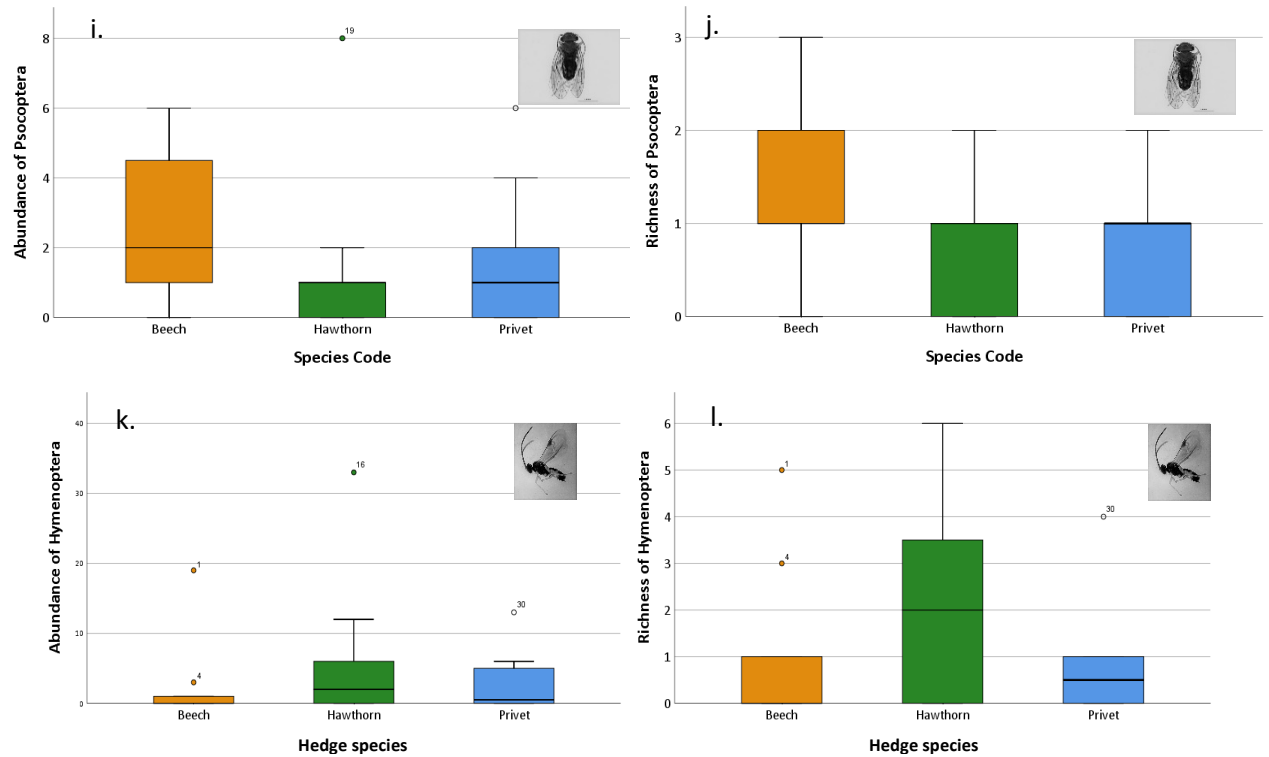 i.
Abundance of Psocoptera
8
6
4
2
0
19
Beech Hawthorn Privet
Species Code
j.
Richness of Psocoptera
3
2
1
0
Beech Hawthorn Privet
Species Code
k.
Abundance of Hymenoptera
40
30
20
10
0
1
4
16
30
Beech Hawthorn Privet
Hedge species
l.
Richness of Hymenoptera
6
5
4
3
2
1
0
1
4
30
Beech Hawthorn Privet
Hedge species